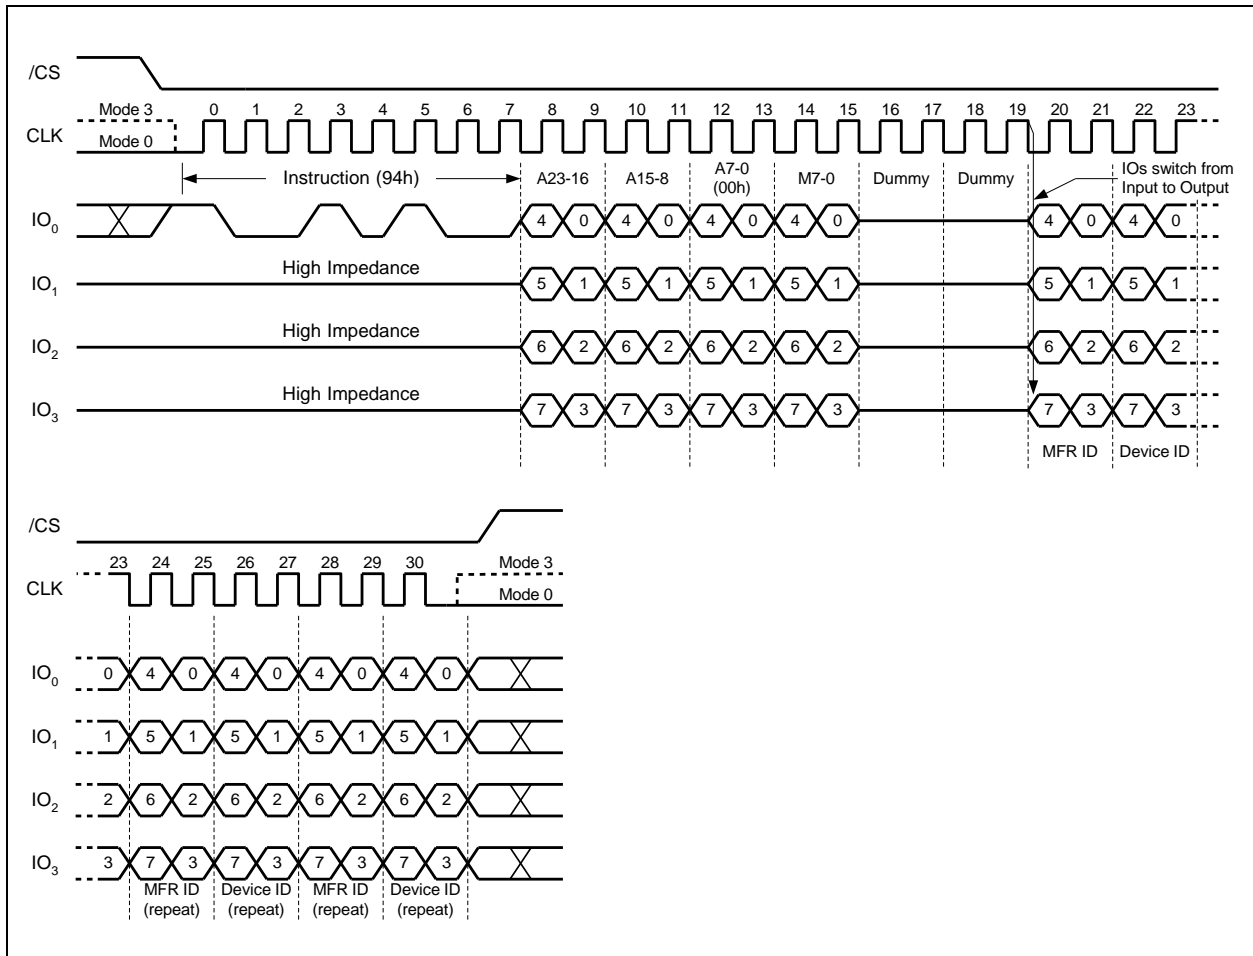 /CS
Mode 3 0 1 2 3 4 5 6 7 8 9 10 11 12 13 14 15 16 17 18 19 20 21 22 23
CLK
Mode 0
Instruction (94h) A23-16 A15-8 A7-0 (00h) M7-0 Dummy Dummy IOs switch from Input to Output
IO0 4 0 4 0 4 0 4 0 4 0 4 0
High Impedance
IO1 5 1 5 1 5 1 5 1 5 1 5 1
High Impedance
IO2 6 2 6 2 6 2 6 2 6 2 6 2
High Impedance
IO3 7 3 7 3 7 3 7 3 7 3 7 3
MFR ID Device ID
/CS
23 24 25 26 27 28 29 30 Mode 3
CLK
Mode 0
IO0 0 4 0 4 0 4 0 4 0
IO1 1 5 1 5 1 5 1 5 1
IO2 2 6 2 6 2 6 2 6 2
IO3 3 7 3 7 3 7 3 7 3
MFR ID Device ID MFR ID Device ID
(repeat) (repeat) (repeat) (repeat)